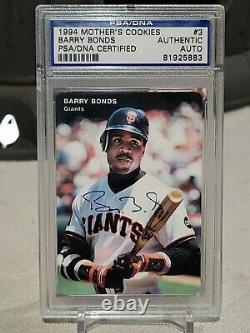 PSA/DNA
1994 MOTHER'S COOKIES #3
BARRY BONDS AUTHENTIC
PSA/DNA CERTIFIED AUTO
81925883
BARRY BONDS
Giants
GIANTS